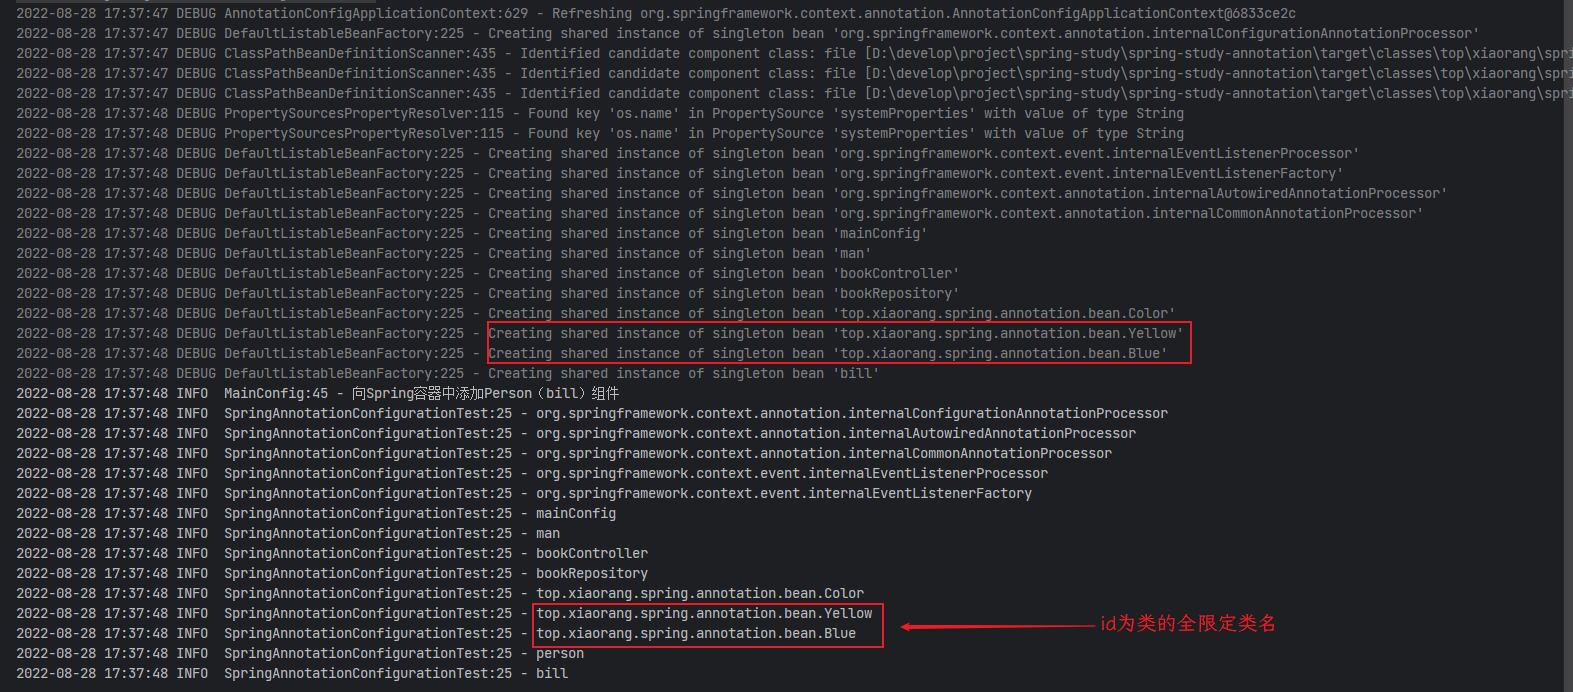 2022-08-28 17:37:47 DEBUG AnnotationConfigApplicationContext:629 - Refreshing org.springframework.context.annotation.AnnotationConfigApplicationContext@6833ce2c
2022-08-28 17:37:47 DEBUG DefaultListableBeanFactory:225 - Creating shared instance of singleton bean 'org.springframework.context.annotation.internalConfigurationAnnotationProcessor'
2022-08-28 17:37:47 DEBUG ClassPathBeanDefinitionScanner:435 - Identified candidate component class: file [D:\develop\project\spring-study\spring-study-annotation\target\classes\top\xiaorang\spri
2022-08-28 17:37:47 DEBUG ClassPathBeanDefinitionScanner:435 - Identified candidate component class: file [D:\develop\project\spring-study\spring-study-annotation\target\classes\top\xiaorang\spri
2022-08-28 17:37:47 DEBUG ClassPathBeanDefinitionScanner:435 - Identified candidate component class: file [D:\develop\project\spring-study\spring-study-annotation\target\classes\top\xiaorang\spri
2022-08-28 17:37:48 DEBUG PropertySourcesPropertyResolver:115 - Found key 'os.name' in PropertySource 'systemProperties' with value of type String
2022-08-28 17:37:48 DEBUG PropertySourcesPropertyResolver:115 - Found key 'os.name' in PropertySource 'systemProperties' with value of type String
2022-08-28 17:37:48 DEBUG DefaultListableBeanFactory:225 - Creating shared instance of singleton bean 'org.springframework.context.event.internalEventListenerProcessor'
2022-08-28 17:37:48 DEBUG DefaultListableBeanFactory:225 - Creating shared instance of singleton bean 'org.springframework.context.event.internalEventListenerFactory'
2022-08-28 17:37:48 DEBUG DefaultListableBeanFactory:225 - Creating shared instance of singleton bean 'org.springframework.context.annotation.internalAutowiredAnnotationProcessor'
2022-08-28 17:37:48 DEBUG DefaultListableBeanFactory:225 - Creating shared instance of singleton bean 'org.springframework.context.annotation.internalCommonAnnotationProcessor'
2022-08-28 17:37:48 DEBUG DefaultListableBeanFactory:225 - Creating shared instance of singleton bean 'mainConfig'
2022-08-28 17:37:48 DEBUG DefaultListableBeanFactory:225 - Creating shared instance of singleton bean 'man'
2022-08-28 17:37:48 DEBUG DefaultListableBeanFactory:225 - Creating shared instance of singleton bean 'bookController'
2022-08-28 17:37:48 DEBUG DefaultListableBeanFactory:225 - Creating shared instance of singleton bean 'bookRepository'
2022-08-28 17:37:48 DEBUG DefaultListableBeanFactory:225 - Creating shared instance of singleton bean 'top.xiaorang.spring.annotation.bean.Color'
2022-08-28 17:37:48 DEBUG DefaultListableBeanFactory:225 - Creating shared instance of singleton bean 'top.xiaorang.spring.annotation.bean.Yellow'
2022-08-28 17:37:48 DEBUG DefaultListableBeanFactory:225 - Creating shared instance of singleton bean 'top.xiaorang.spring.annotation.bean.Blue'
2022-08-28 17:37:48 DEBUG DefaultListableBeanFactory:225 - Creating shared instance of singleton bean 'bill'
2022-08-28 17:37:48 INFO  MainConfig:45 - 向Spring容器中添加Person（bill）组件
2022-08-28 17:37:48 INFO  SpringAnnotationConfigurationTest:25 - org.springframework.context.annotation.internalConfigurationAnnotationProcessor
2022-08-28 17:37:48 INFO  SpringAnnotationConfigurationTest:25 - org.springframework.context.annotation.internalAutowiredAnnotationProcessor
2022-08-28 17:37:48 INFO  SpringAnnotationConfigurationTest:25 - org.springframework.context.annotation.internalCommonAnnotationProcessor
2022-08-28 17:37:48 INFO  SpringAnnotationConfigurationTest:25 - org.springframework.context.event.internalEventListenerProcessor
2022-08-28 17:37:48 INFO  SpringAnnotationConfigurationTest:25 - org.springframework.context.event.internalEventListenerFactory
2022-08-28 17:37:48 INFO  SpringAnnotationConfigurationTest:25 - mainConfig
2022-08-28 17:37:48 INFO  SpringAnnotationConfigurationTest:25 - man
2022-08-28 17:37:48 INFO  SpringAnnotationConfigurationTest:25 - bookController
2022-08-28 17:37:48 INFO  SpringAnnotationConfigurationTest:25 - bookRepository
2022-08-28 17:37:48 INFO  SpringAnnotationConfigurationTest:25 - top.xiaorang.spring.annotation.bean.Color
2022-08-28 17:37:48 INFO  SpringAnnotationConfigurationTest:25 - top.xiaorang.spring.annotation.bean.Yellow
id为类的全限定类名
2022-08-28 17:37:48 INFO  SpringAnnotationConfigurationTest:25 - top.xiaorang.spring.annotation.bean.Blue
2022-08-28 17:37:48 INFO  SpringAnnotationConfigurationTest:25 - person
2022-08-28 17:37:48 INFO  SpringAnnotationConfigurationTest:25 - bill